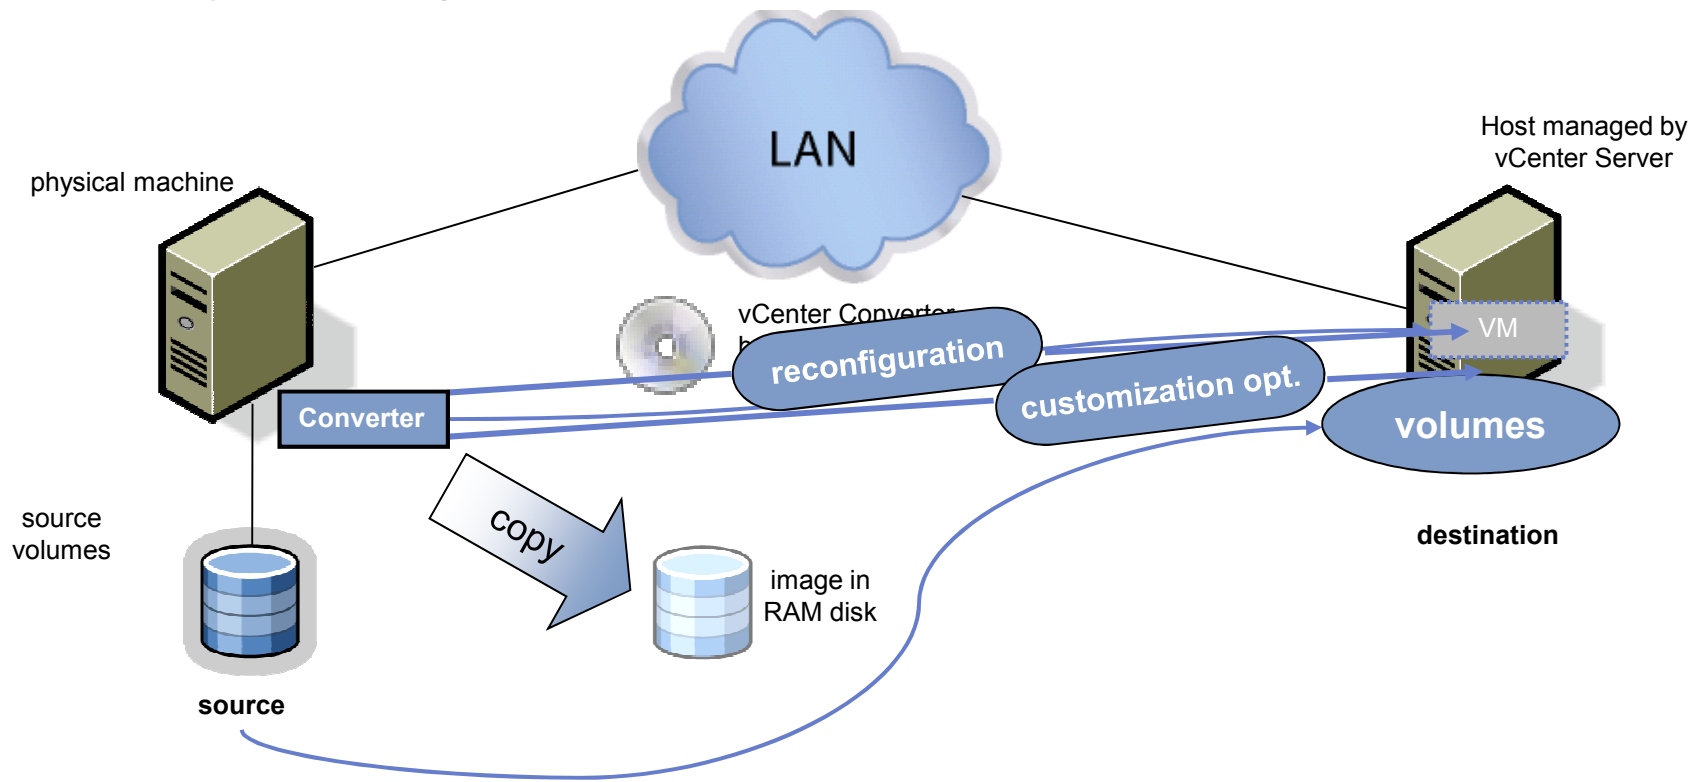 LAN
Host managed by
vCenter Server
physical machine
vCenter Converter
VM
reconfiguration
customization opt.
Converter
volumes
copy
source
volumes
destination
image in
RAM disk
source